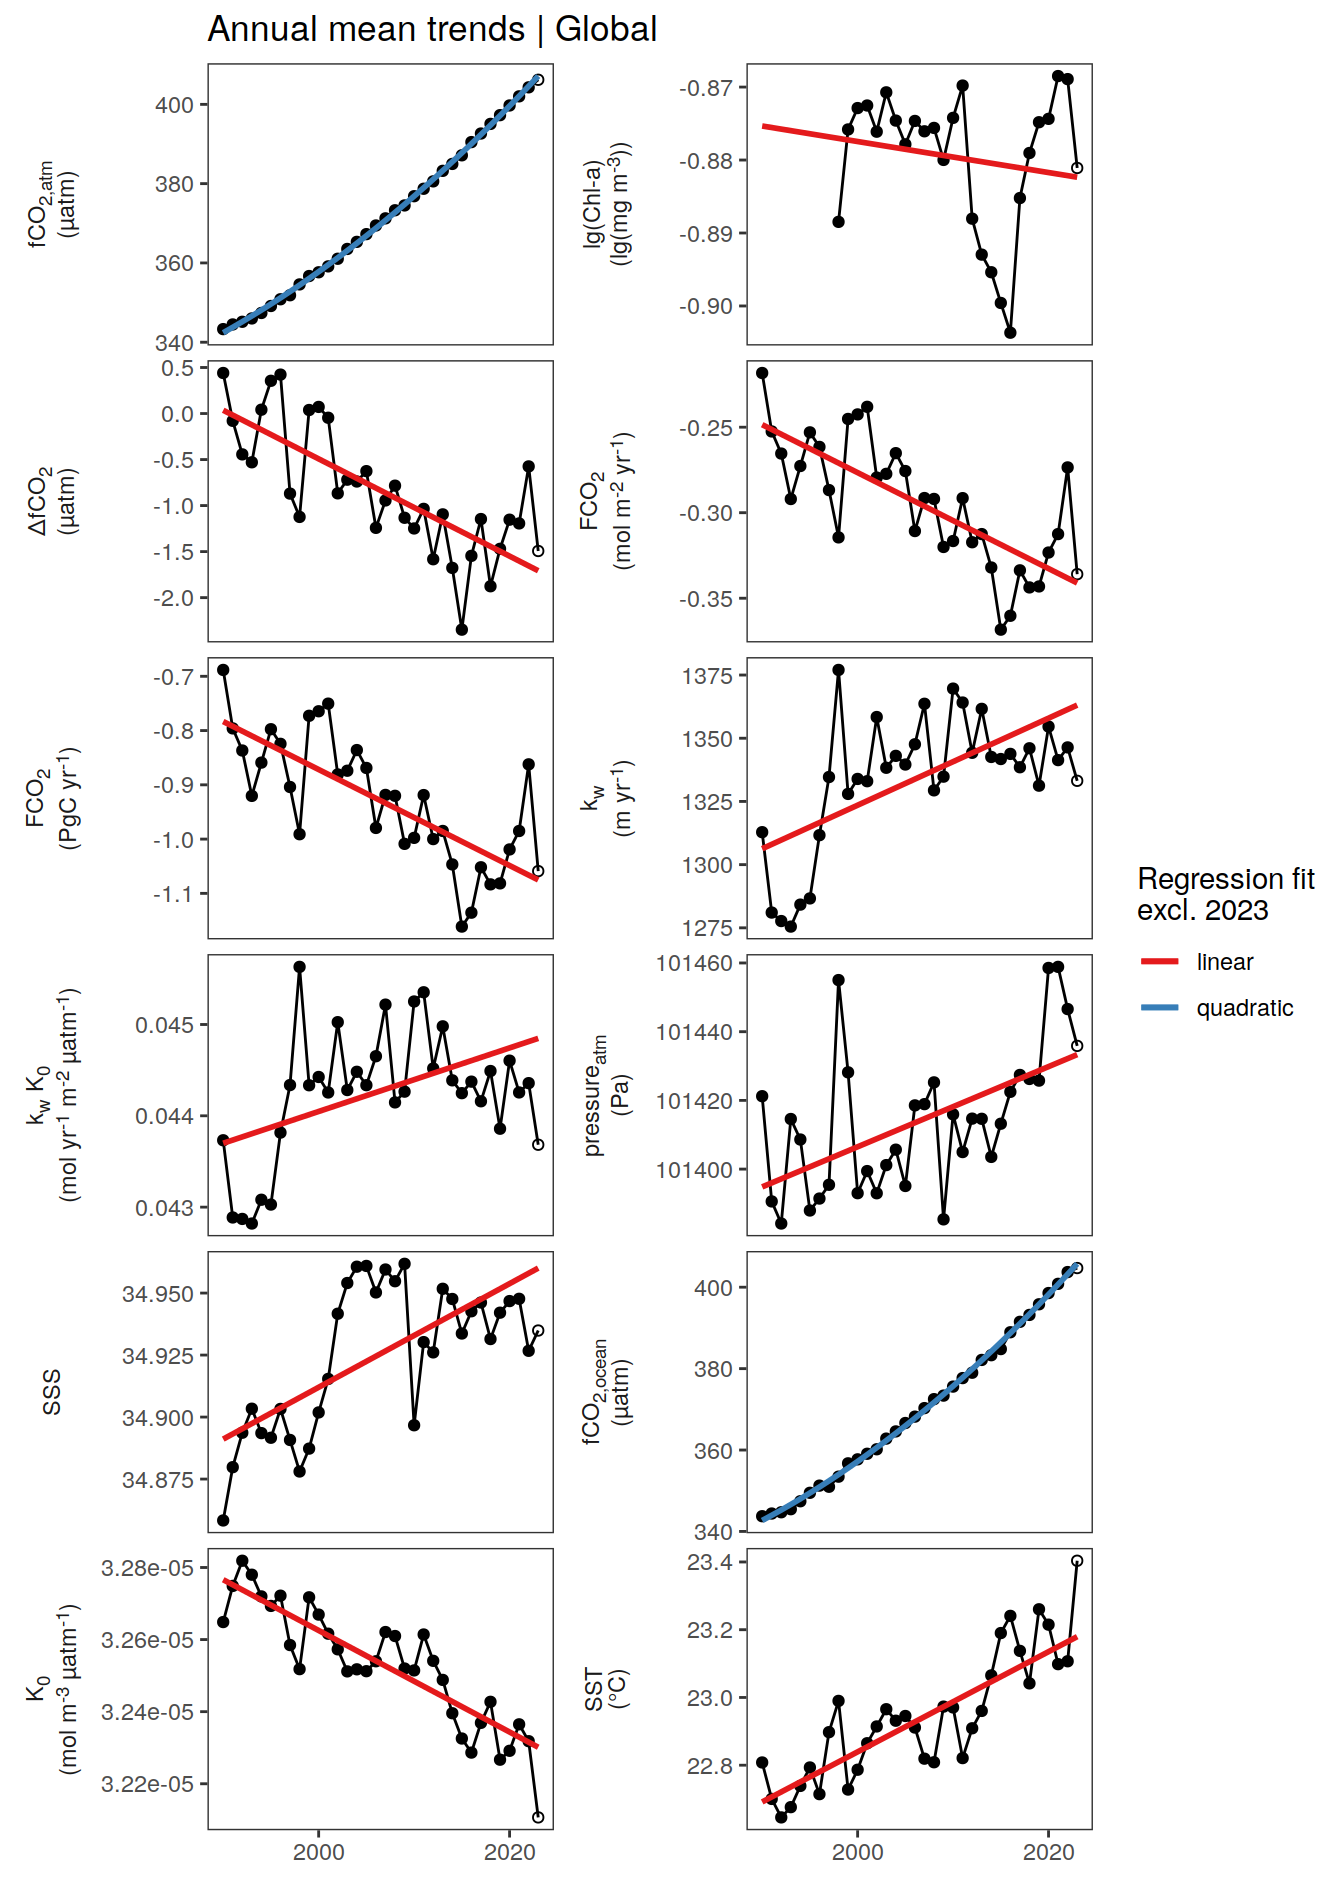 Annual mean trends | Global
fCO2,atm
(µatm)
400
380
360
340
lg(Chl-a)
(lg(mg m-3))
-0.87
-0.88
-0.89
-0.90
ΔfCO2
(µatm)
0.5
0.0
-0.5
-1.0
-1.5
-2.0
FCO2
(mol m-2 yr-1)
-0.25
-0.30
-0.35
FCO2
(PgC yr-1)
-0.7
-0.8
-0.9
-1.0
-1.1
kw
(m yr-1)
1375
1350
1325
1300
1275
Regression fit
excl. 2023
linear
quadratic
kw K0
(mol yr-1 m-2 µatm-1)
0.045
0.044
0.043
pressureatm
(Pa)
101460
101440
101420
101400
SSS
34.950
34.925
34.900
34.875
fCO2,ocean
(µatm)
400
380
360
340
K0
(mol m-3 µatm-1)
3.28e-05
3.26e-05
3.24e-05
3.22e-05
SST
(°C)
23.4
23.2
23.0
22.8
2000
2020
2000
2020